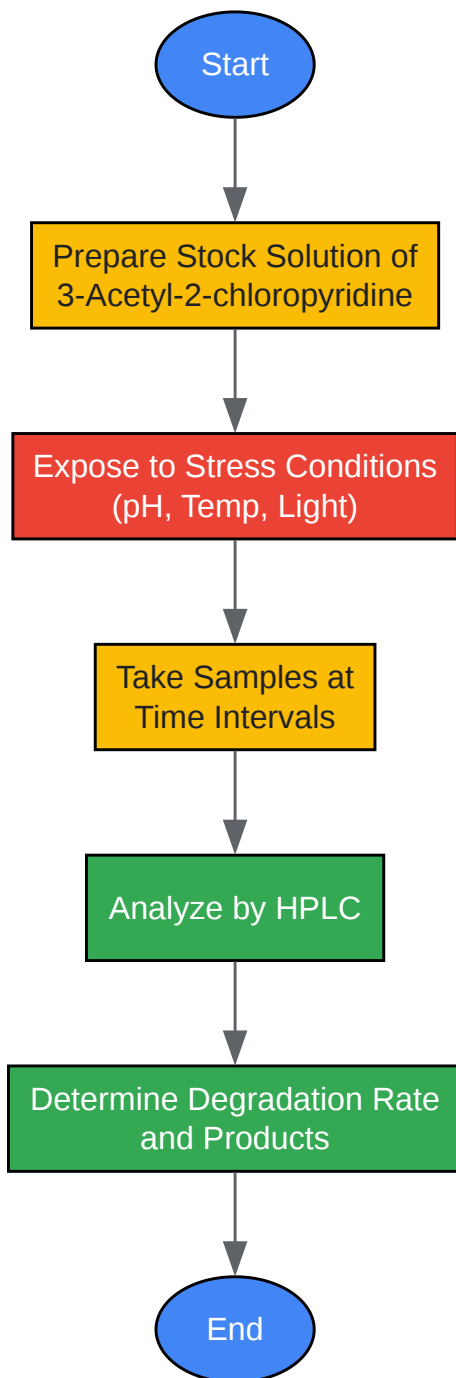 Start
Prepare Stock Solution of
3-Acetyl-2-chloropyridine
Expose to Stress Conditions
(pH, Temp, Light)
Take Samples at
Time Intervals
Analyze by HPLC
Determine Degradation Rate
and Products
End